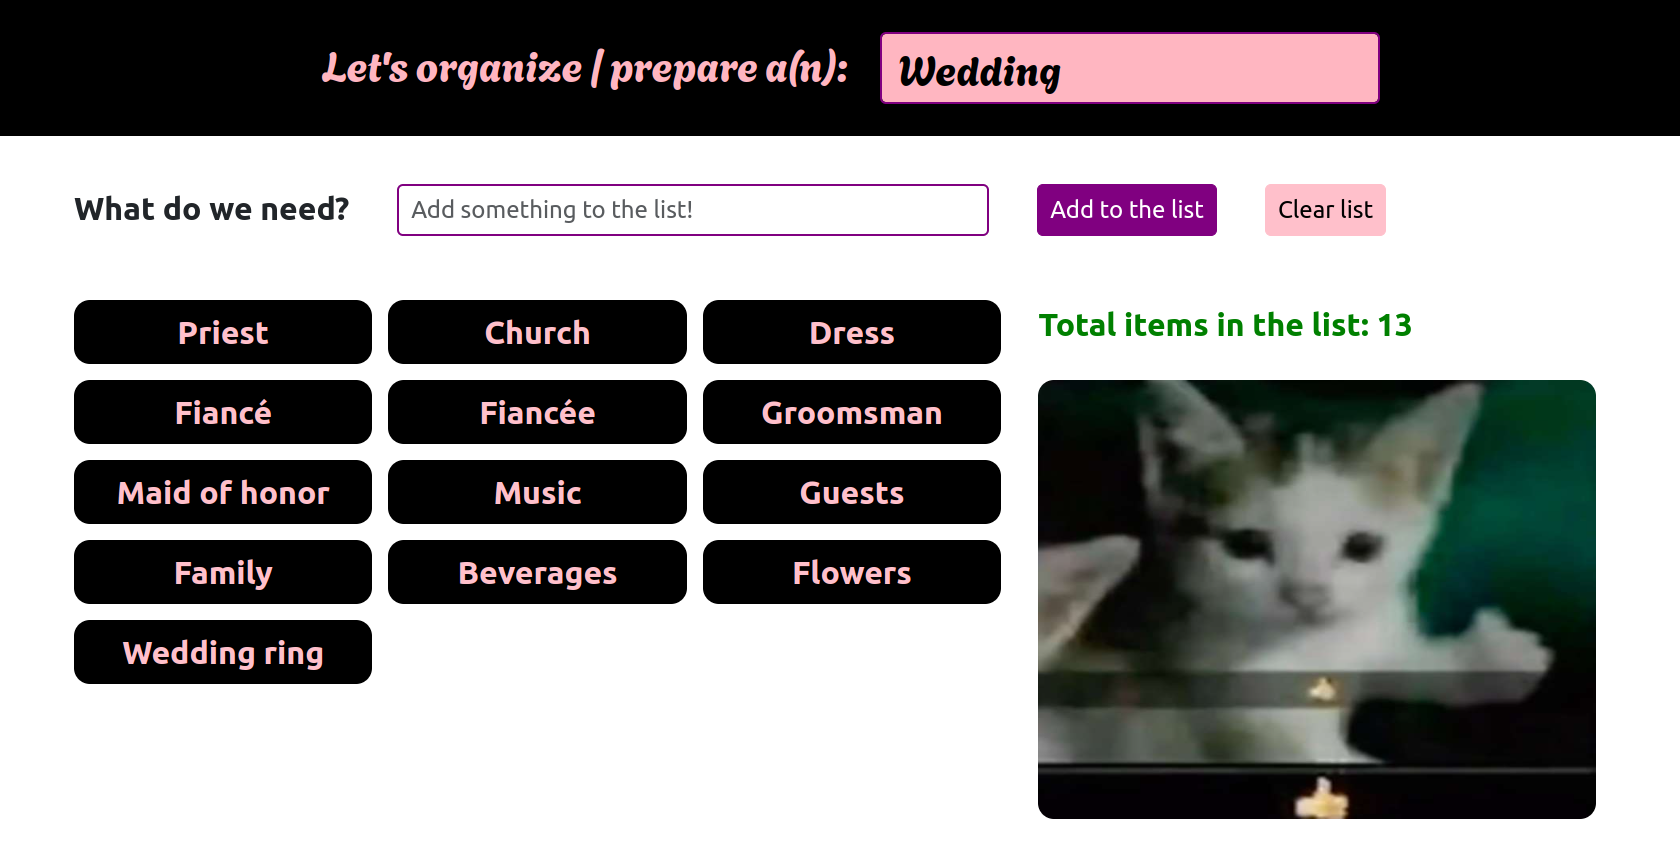 Let's organize / prepare a(n): Wedding
What do we need? Add something to the list! Add to the list Clear list
Priest Church Dress
Total items in the list: 13
Fiancé Fiancée Groomsman
Maid of honor Music Guests
Family Beverages Flowers
Wedding ring